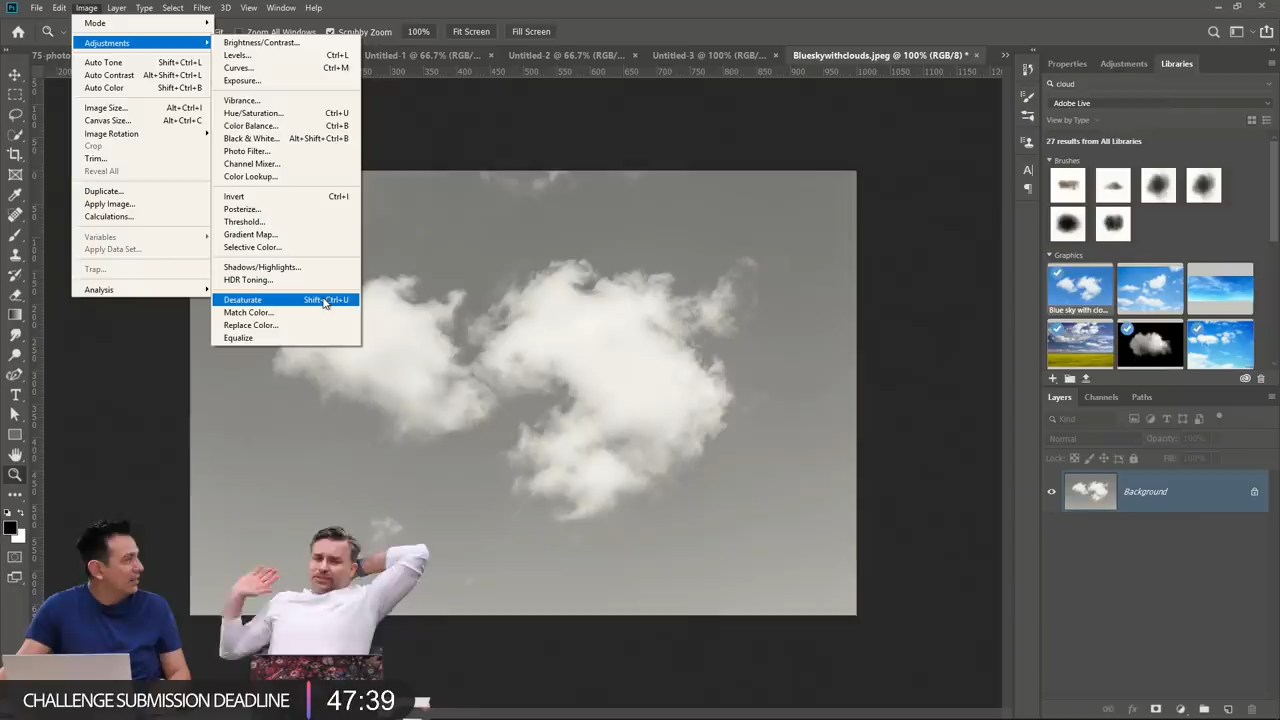 File Edit Image Layer Type Select Filter 3D View Window Help
All Windows Scrubby Zoom 100% Fit Screen Fill Screen
Untitled-1 @ 66.7% (RGB/... × Untitled-2 @ 66.7% (RGB/... × Untitled-3 @ 100% (RGB/8) * × Blueskywithclouds.jpeg @ 100% (RGB/8) * ×
Mode
Adjustments
Auto Tone Shift+Ctrl+L
Auto Contrast Alt+Shift+Ctrl+L
Auto Color Shift+Ctrl+B
Image Size... Alt+Ctrl+I
Canvas Size... Alt+Ctrl+C
Image Rotation
Crop
Trim...
Reveal All
Duplicate...
Apply Image...
Calculations...
Variables
Apply Data Set...
Trap...
Analysis
Brightness/Contrast...
Levels... Ctrl+L
Curves... Ctrl+M
Exposure...
Vibrance...
Hue/Saturation... Ctrl+U
Color Balance... Ctrl+B
Black & White... Alt+Shift+Ctrl+B
Photo Filter...
Channel Mixer...
Color Lookup...
Invert Ctrl+I
Posterize...
Threshold...
Gradient Map...
Selective Color...
Shadows/Highlights...
HDR Toning...
Desaturate Shift+Ctrl+U
Match Color...
Replace Color...
Equalize
Properties Adjustments Libraries
cloud
Adobe Live
View by Type
27 results from All Libraries
Brushes
Graphics
Blue sky with clo...
Layers Channels Paths
Kind
Normal Opacity: 100%
Lock: Fill: 100%
Background
CHALLENGE SUBMISSION DEADLINE 47:39